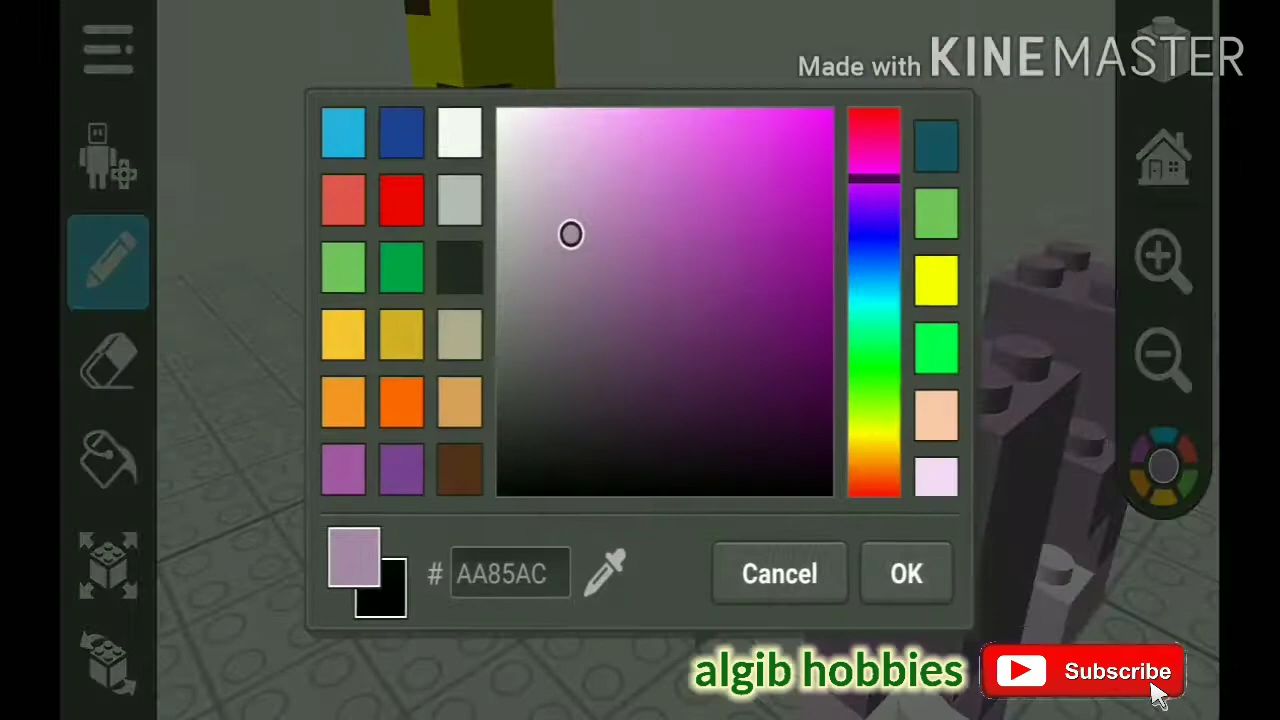 Made with KINEMASTER
# AA85AC
Cancel
OK
algib hobbies
Subscribe